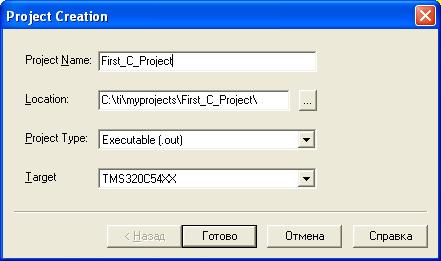 Project Creation
Project Name: First_C_Project
Location: C:\ti\myprojects\First_C_Project\ ...
Project Type: Executable (.out)
Target TMS320C54XX
< Назад Готово Отмена Справка